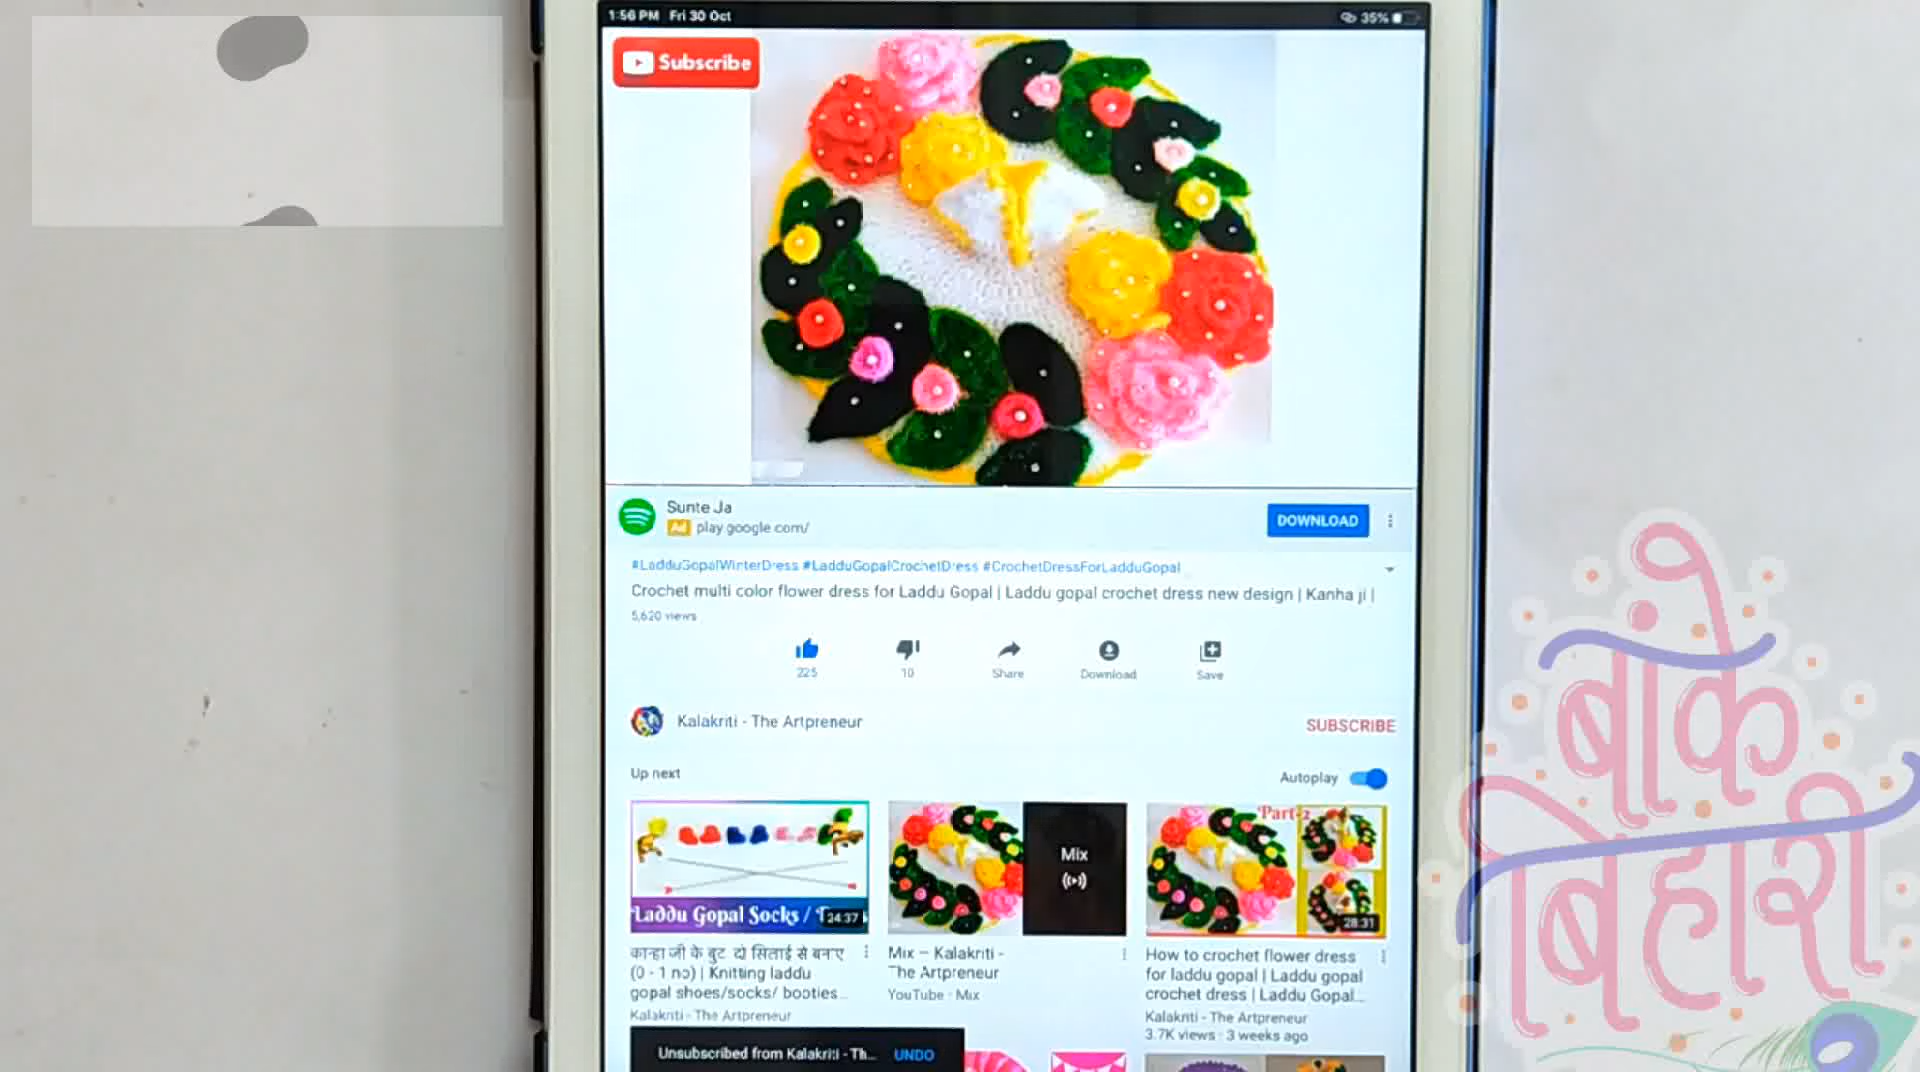 1:56 PM Fri 30 Oct
35%
Subscribe
Sunte Ja
Ad play.google.com/
DOWNLOAD
#LadduGopalWinterDress #LadduGopalCrochetDress #CrochetDressForLadduGopal
Crochet multi color flower dress for Laddu Gopal | Laddu gopal crochet dress new design | Kanha ji |
5,620 views
225
10
Share
Download
Save
Kalakriti - The Artpreneur
SUBSCRIBE
Up next
Autoplay
Laddu Gopal Socks /
24:37
Mix
Part-2
28:31
कान्हा जी के बुट दो सिलाई से बनाए
(0 - 1 no) | Knitting laddu
gopal shoes/socks/ booties...
Kalakriti - The Artpreneur
Mix – Kalakriti -
The Artpreneur
YouTube · Mix
How to crochet flower dress
for laddu gopal | Laddu gopal
crochet dress | Laddu Gopal...
Kalakriti - The Artpreneur
3.7K views · 3 weeks ago
Unsubscribed from Kalakriti - Th... UNDO
बाँके
बिहारी